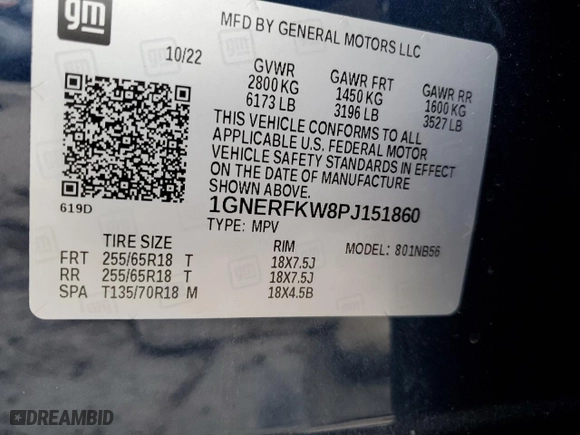 gm
MFD BY GENERAL MOTORS LLC
10/22
GVWR
2800 KG
6173 LB
GAWR FRT
1450 KG
3196 LB
GAWR RR
1600 KG
3527 LB
THIS VEHICLE CONFORMS TO ALL
APPLICABLE U.S. FEDERAL MOTOR
VEHICLE SAFETY STANDARDS IN EFFECT
ON THE DATE OF MANUFACTURE
SHOWN ABOVE.
619D
1GNERFKW8PJ151860
TYPE: MPV
MODEL: 801NB56
TIRE SIZE RIM
FRT 255/65R18 T 18X7.5J
RR 255/65R18 T 18X7.5J
SPA T135/70R18 M 18X4.5B
DREAMBID